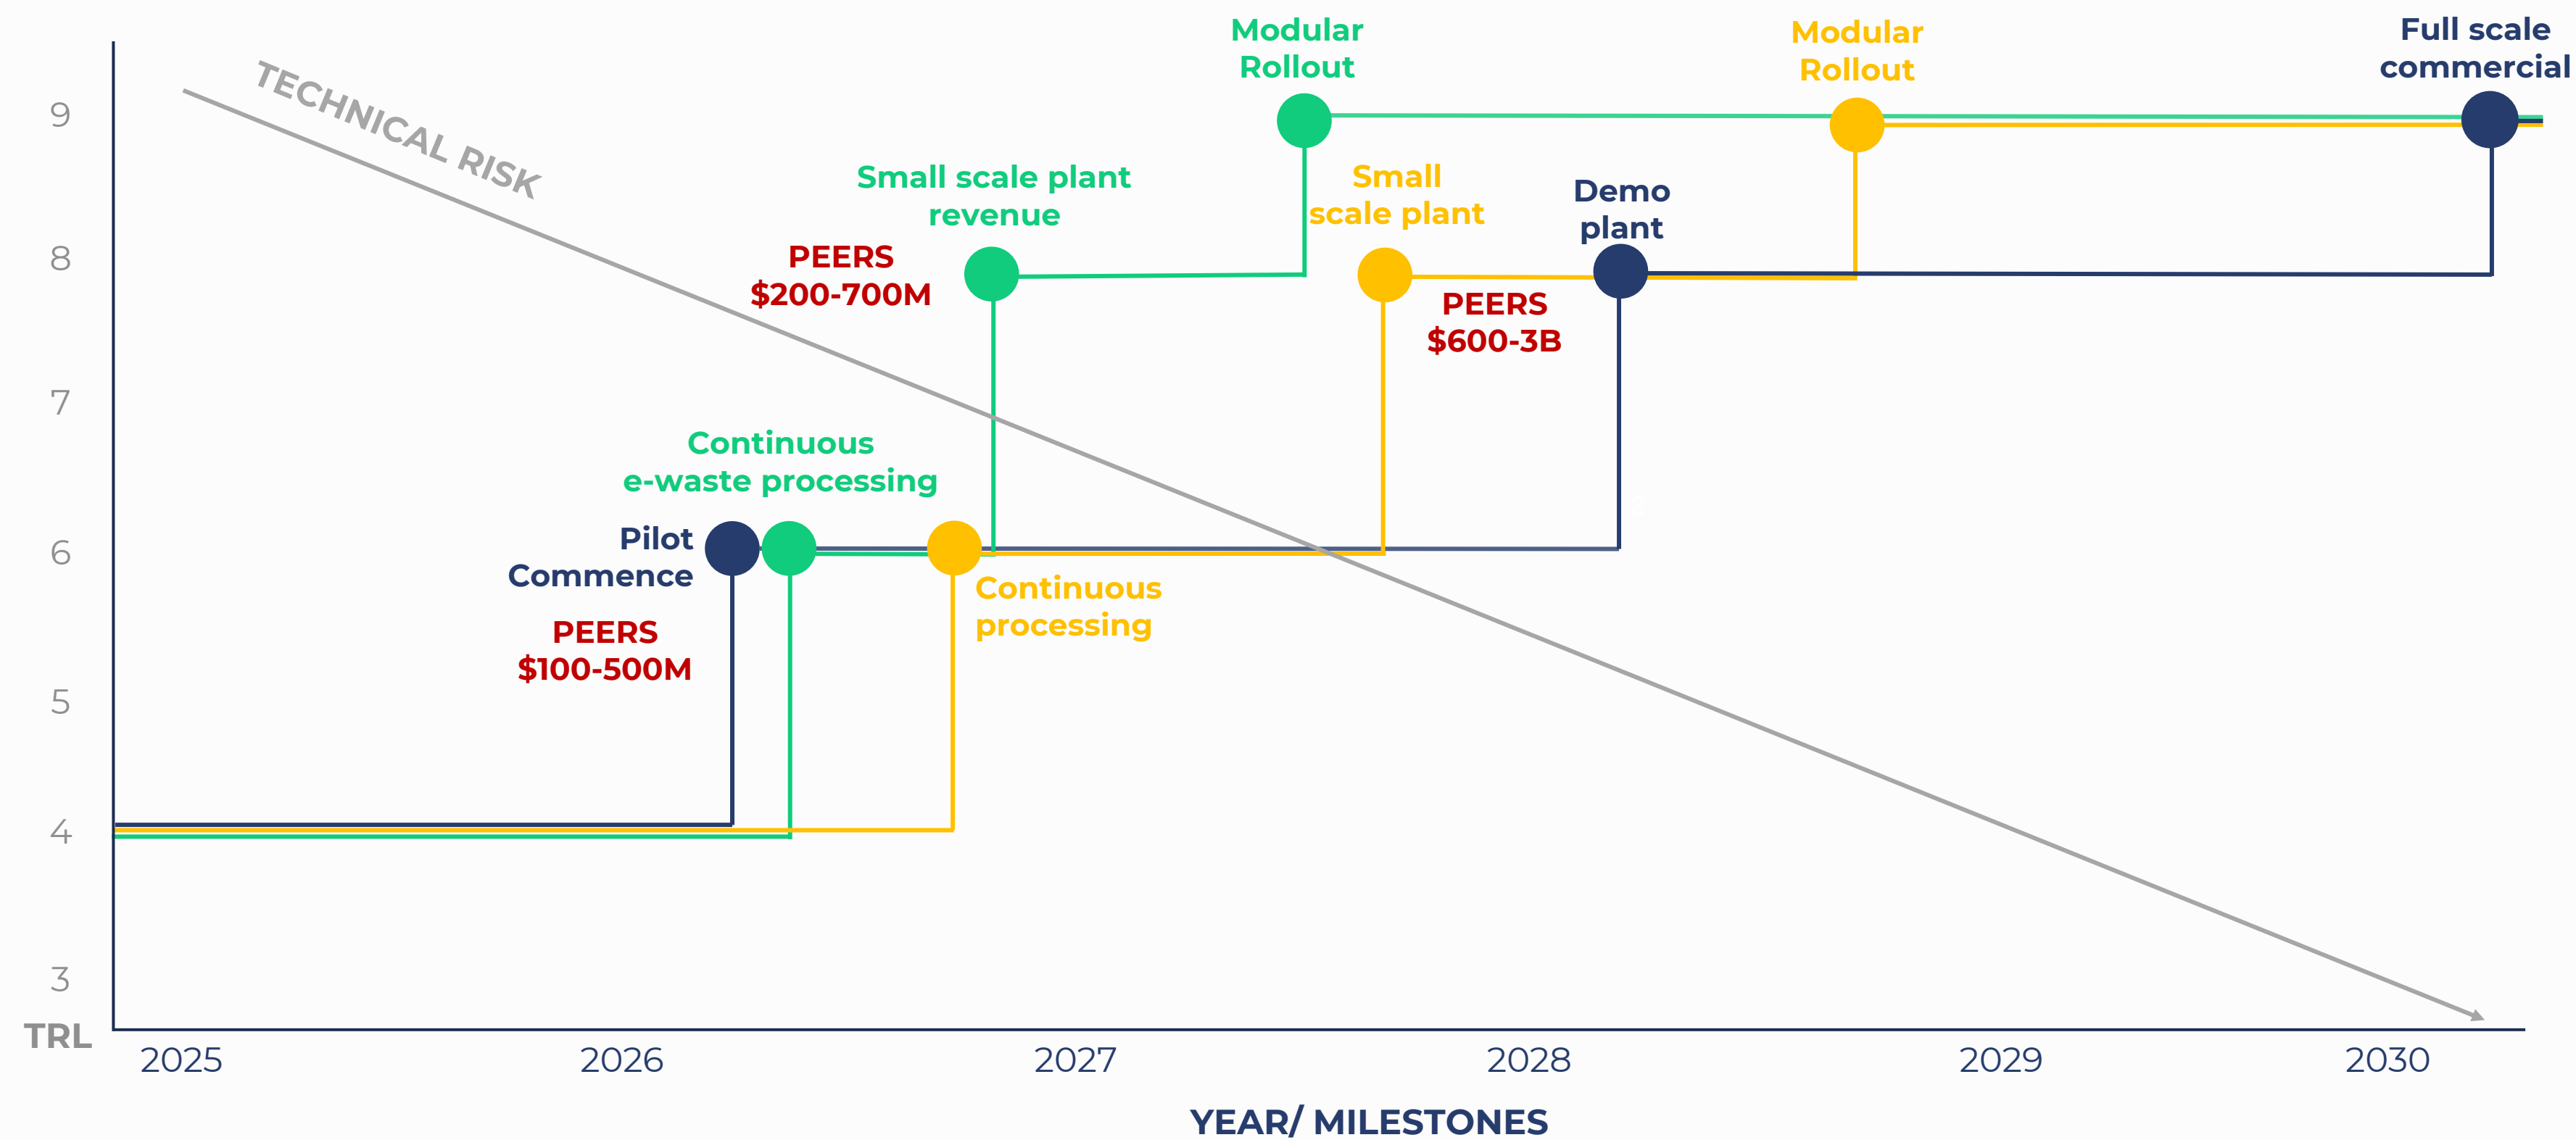 Modular
Rollout
Modular
Rollout
Full scale
commercial
TECHNICAL RISK
9
Small scale plant
revenue
Small
scale plant
Demo
plant
8
PEERS
$200-700M
PEERS
$600-3B
7
Continuous
e-waste processing
6
Pilot
Commence
Continuous
processing
PEERS
$100-500M
5
4
3
TRL
2025
2026
2027
2028
2029
2030
YEAR/ MILESTONES